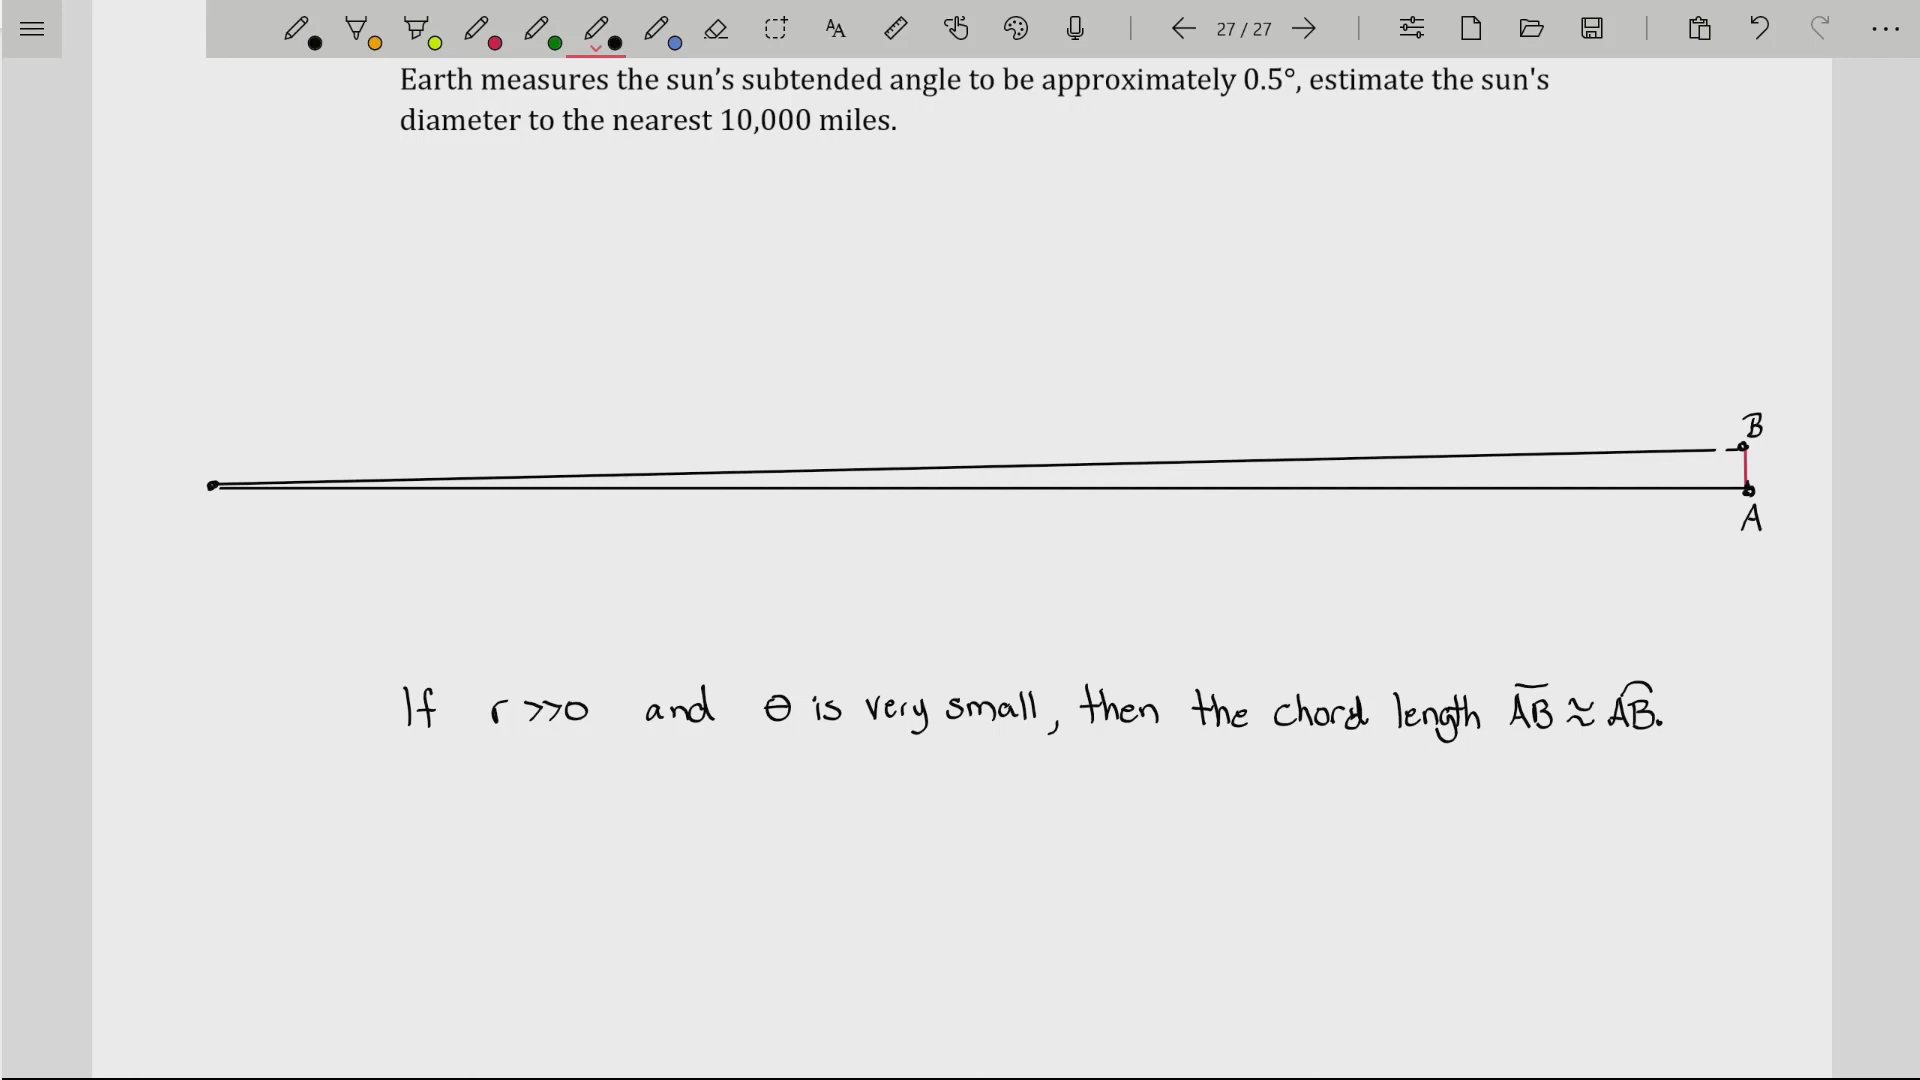 27 / 27
Earth measures the sun’s subtended angle to be approximately 0.5°, estimate the sun's
diameter to the nearest 10,000 miles.
B
A
If r >>0 and θ is very small, then the chord length A̅B̅ ≈ A͡B.